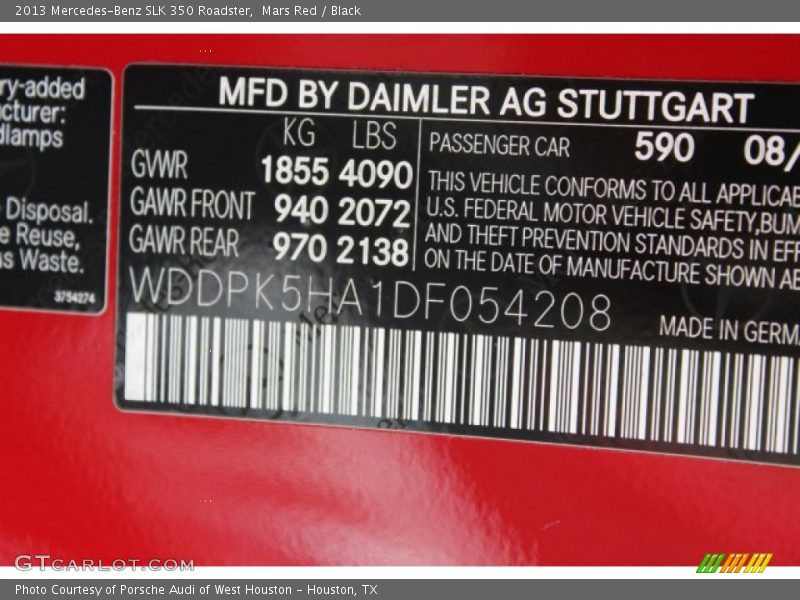 2013 Mercedes-Benz SLK 350 Roadster,  Mars Red / Black
ry-added
cturer:
dlamps
Disposal.
e Reuse,
s Waste.
3754274
MFD BY DAIMLER AG STUTTGART
KG LBS
GVWR 1855 4090
GAWR FRONT 940 2072
GAWR REAR 970 2138
PASSENGER CAR 590 08/
THIS VEHICLE CONFORMS TO ALL APPLICAB
U.S. FEDERAL MOTOR VEHICLE SAFETY,BUM
AND THEFT PREVENTION STANDARDS IN EFF
ON THE DATE OF MANUFACTURE SHOWN AB
WDDPK5HA1DF054208
MADE IN GERMA
GTcarlot.com
Photo Courtesy of Porsche Audi of West Houston - Houston, TX